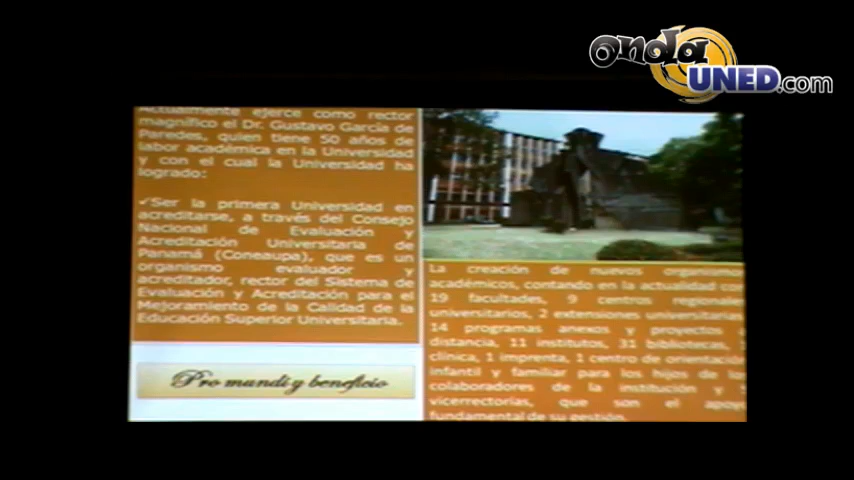 onda
UNED.com
Actualmente ejerce como rector
magnífico el Dr. Gustavo García de
Paredes, quien tiene 50 años de
labor académica en la Universidad
y con el cual la Universidad ha
logrado:
✓Ser la primera Universidad en
acreditarse, a través del Consejo
Nacional de Evaluación y
Acreditación Universitaria de
Panamá (Coneaupa), que es un
organismo evaluador y
acreditador, rector del Sistema de
Evaluación y Acreditación para el
Mejoramiento de la Calidad de la
Educación Superior Universitaria.
Pro mundi y beneficio
La creación de nuevos
académicos, contando en la actualidad con
19 facultades, 9 centros regionales
universitarios, 2 extensiones universitarias
14 programas anexos y proyectos
distancia, 11 institutos, 31 bibliotecas,
clínica, 1 imprenta, 1 centro de orientación
infantil y familiar para los hijos de los
colaboradores de la institución y
vicerrectorías, que son el apoyo
fundamental de su gestión.